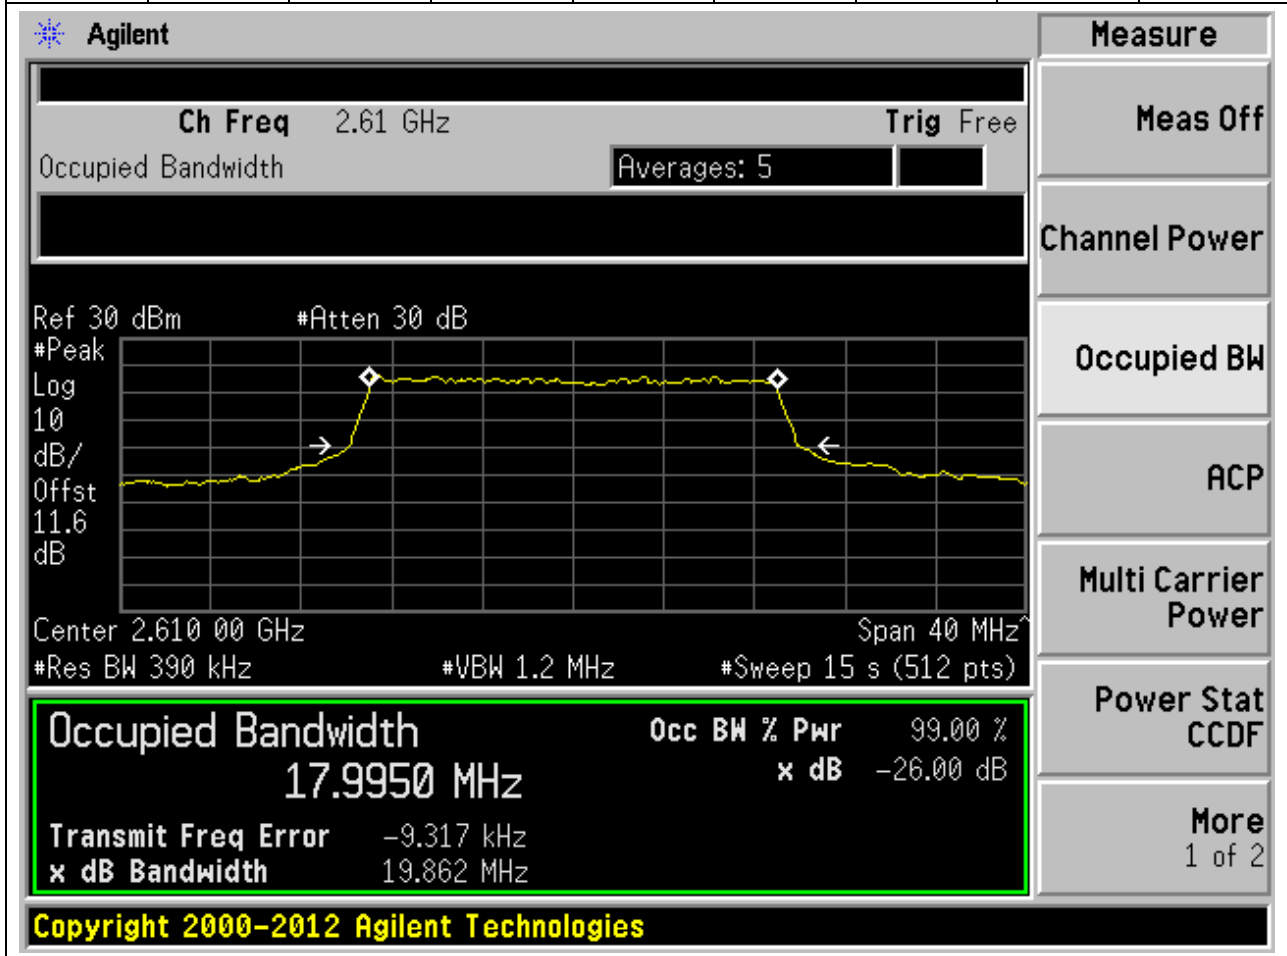 Agilent
Measure
Ch Freq 2.61 GHz Trig Free
Meas Off
Occupied Bandwidth Averages: 5
Channel Power
Ref 30 dBm #Atten 30 dB
#Peak
Log
10
dB/
Offst
11.6
dB
Occupied BW
ACP
Center 2.610 00 GHz Span 40 MHz^
#Res BW 390 kHz #VBW 1.2 MHz #Sweep 15 s (512 pts)
Multi Carrier
Power
Occupied Bandwidth Occ BW % Pwr 99.00 %
17.9950 MHz x dB -26.00 dB
Transmit Freq Error -9.317 kHz
x dB Bandwidth 19.862 MHz
Power Stat
CCDF
More
1 of 2
Copyright 2000-2012 Agilent Technologies